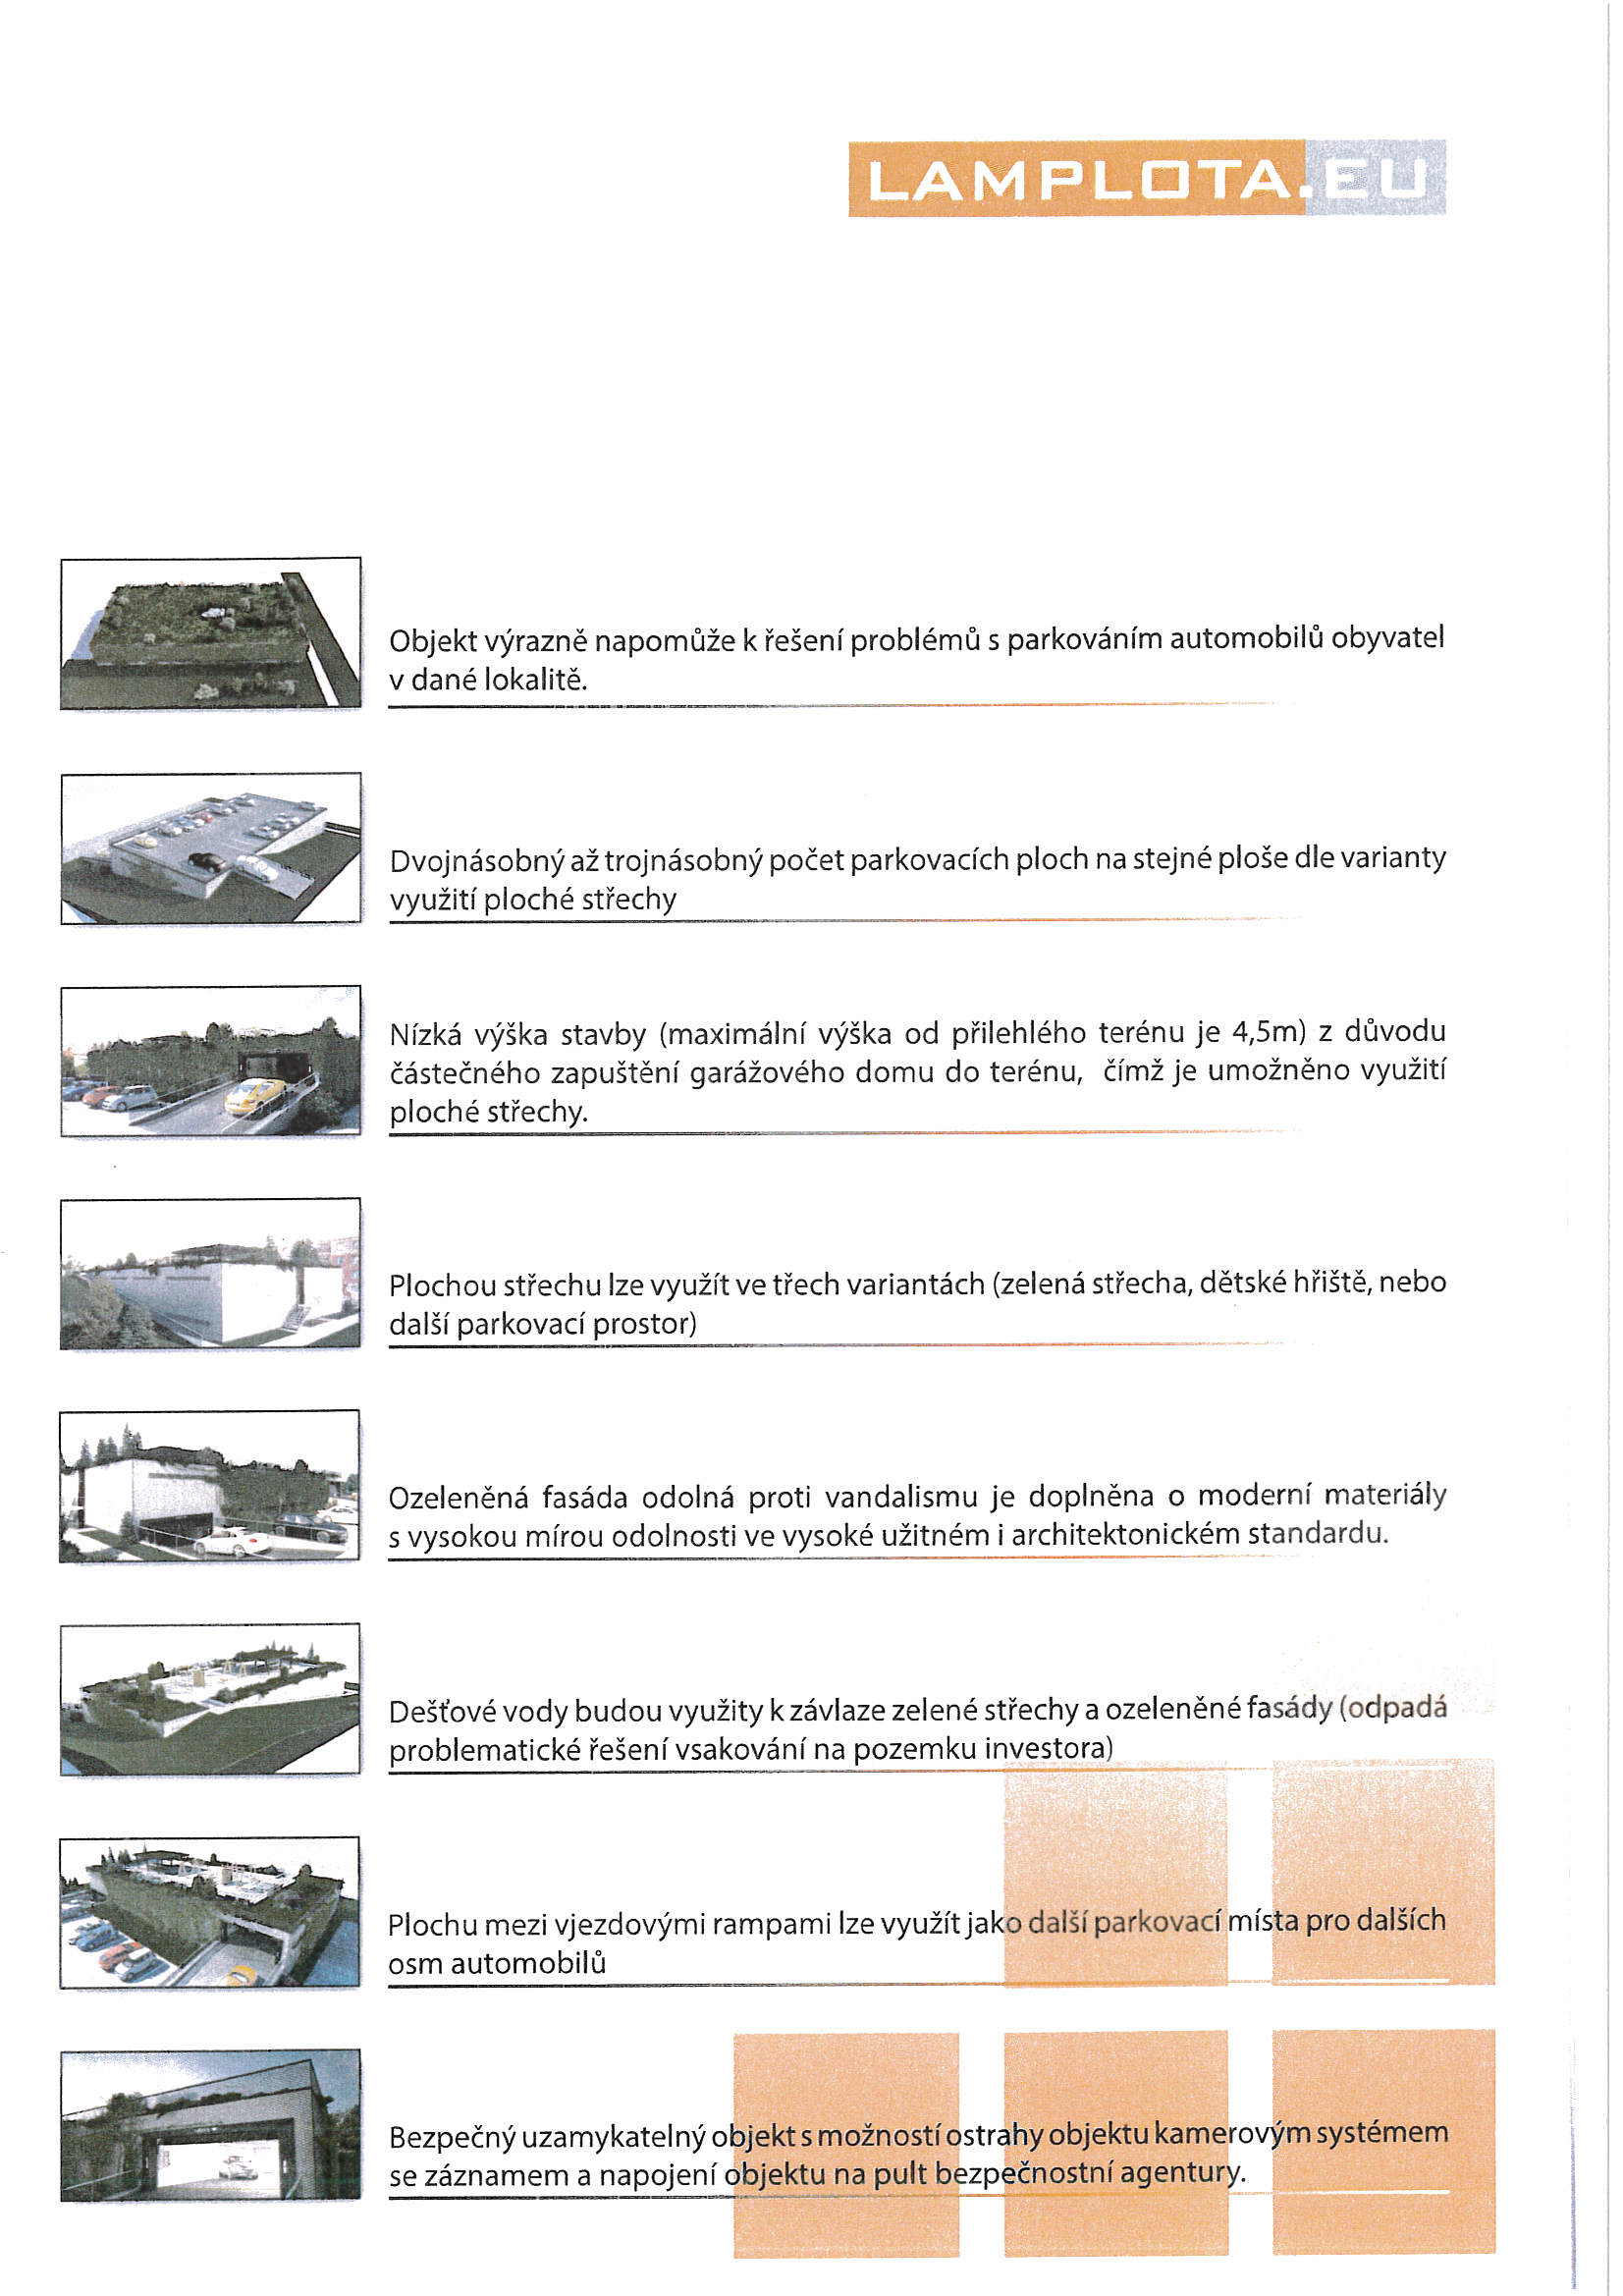 LAMPLOTA.EU
Objekt výrazně napomůže k řešení problémů s parkováním automobilů obyvatel
v dané lokalitě.
Dvojnásobný až trojnásobný počet parkovacích ploch na stejné ploše dle varianty
využití ploché střechy
Nízká výška stavby (maximální výška od přilehlého terénu je 4,5m) z důvodu
částečného zapuštění garážového domu do terénu, čímž je umožněno využití
ploché střechy.
Plochou střechu lze využít ve třech variantách (zelená střecha, dětské hřiště, nebo
další parkovací prostor)
Ozeleněná fasáda odolná proti vandalismu je doplněna o moderní materiály
s vysokou mírou odolnosti ve vysoké užitném i architektonickém standardu.
Dešťové vody budou využity k závlaze zelené střechy a ozeleněné fasády (odpadá
problematické řešení vsakování na pozemku investora)
Plochu mezi vjezdovými rampami lze využít jako další parkovací místa pro dalších
osm automobilů
Bezpečný uzamykatelný objekt s možností ostrahy objektu kamerovým systémem
se záznamem a napojení objektu na pult bezpečnostní agentury.